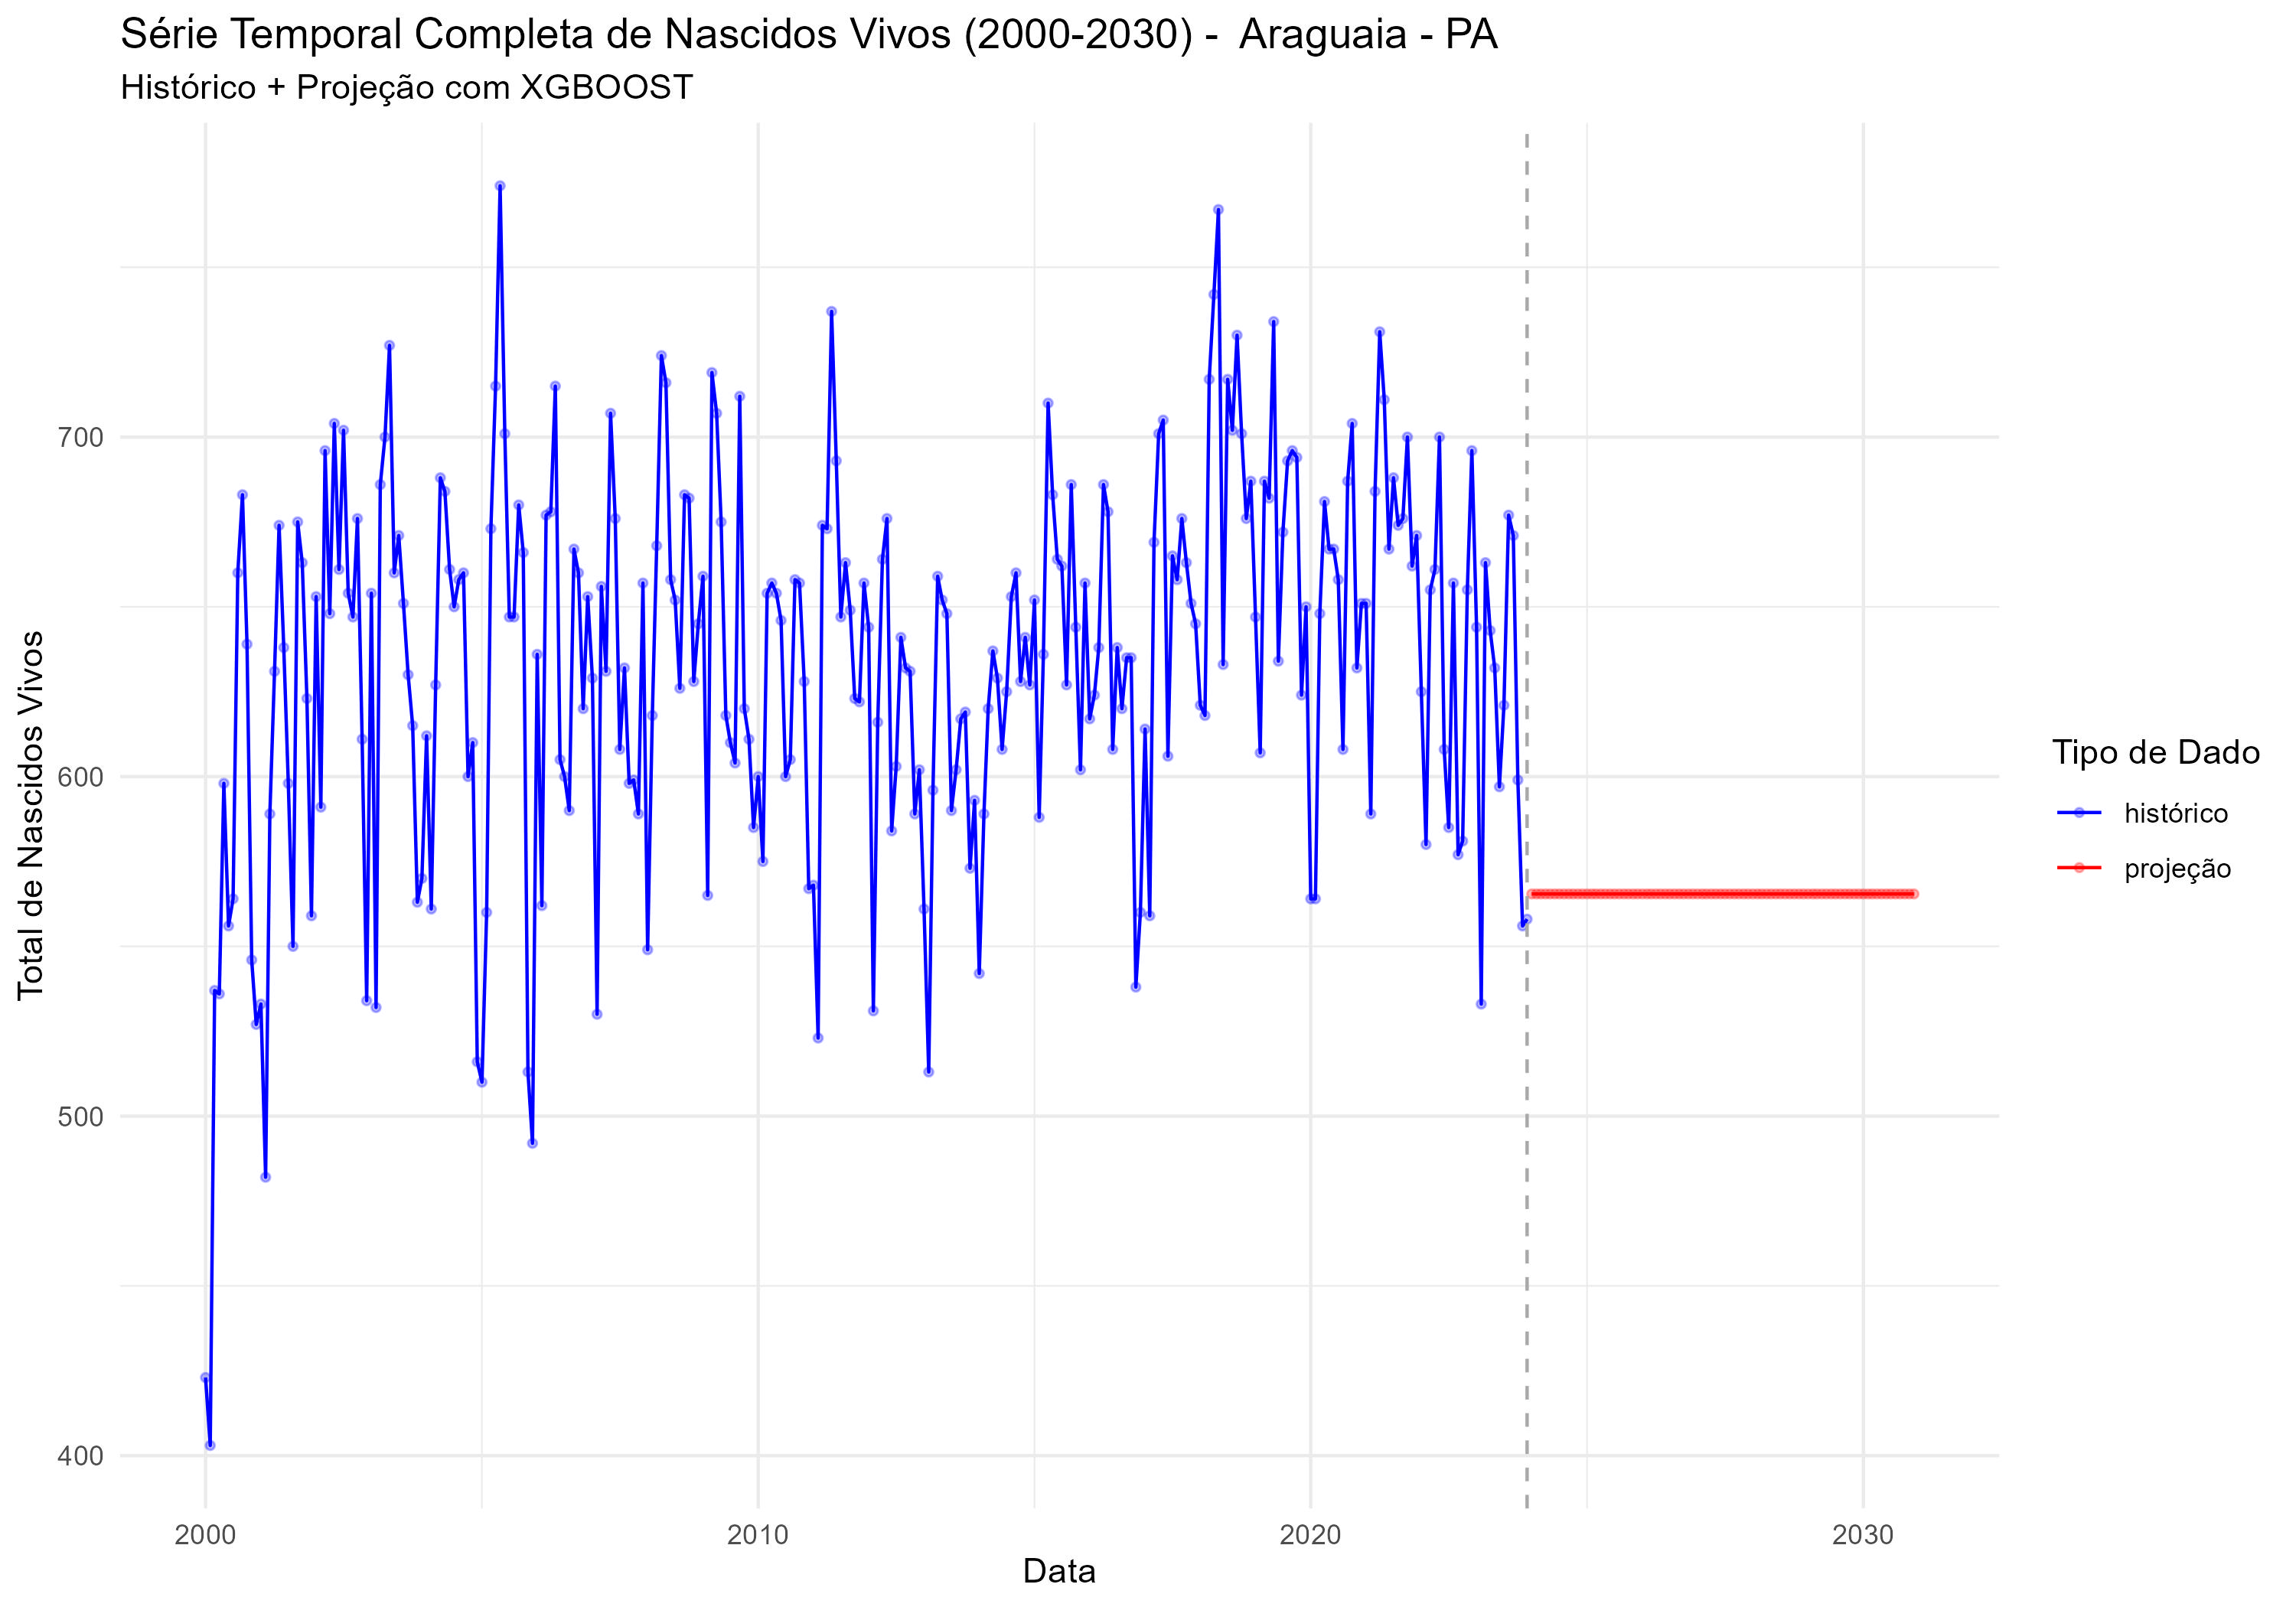 Série Temporal Completa de Nascidos Vivos (2000-2030) -  Araguaia - PA
Histórico + Projeção com XGBOOST
Total de Nascidos Vivos
700
600
500
400
2000
2010
2020
2030
Data
Tipo de Dado
histórico
projeção